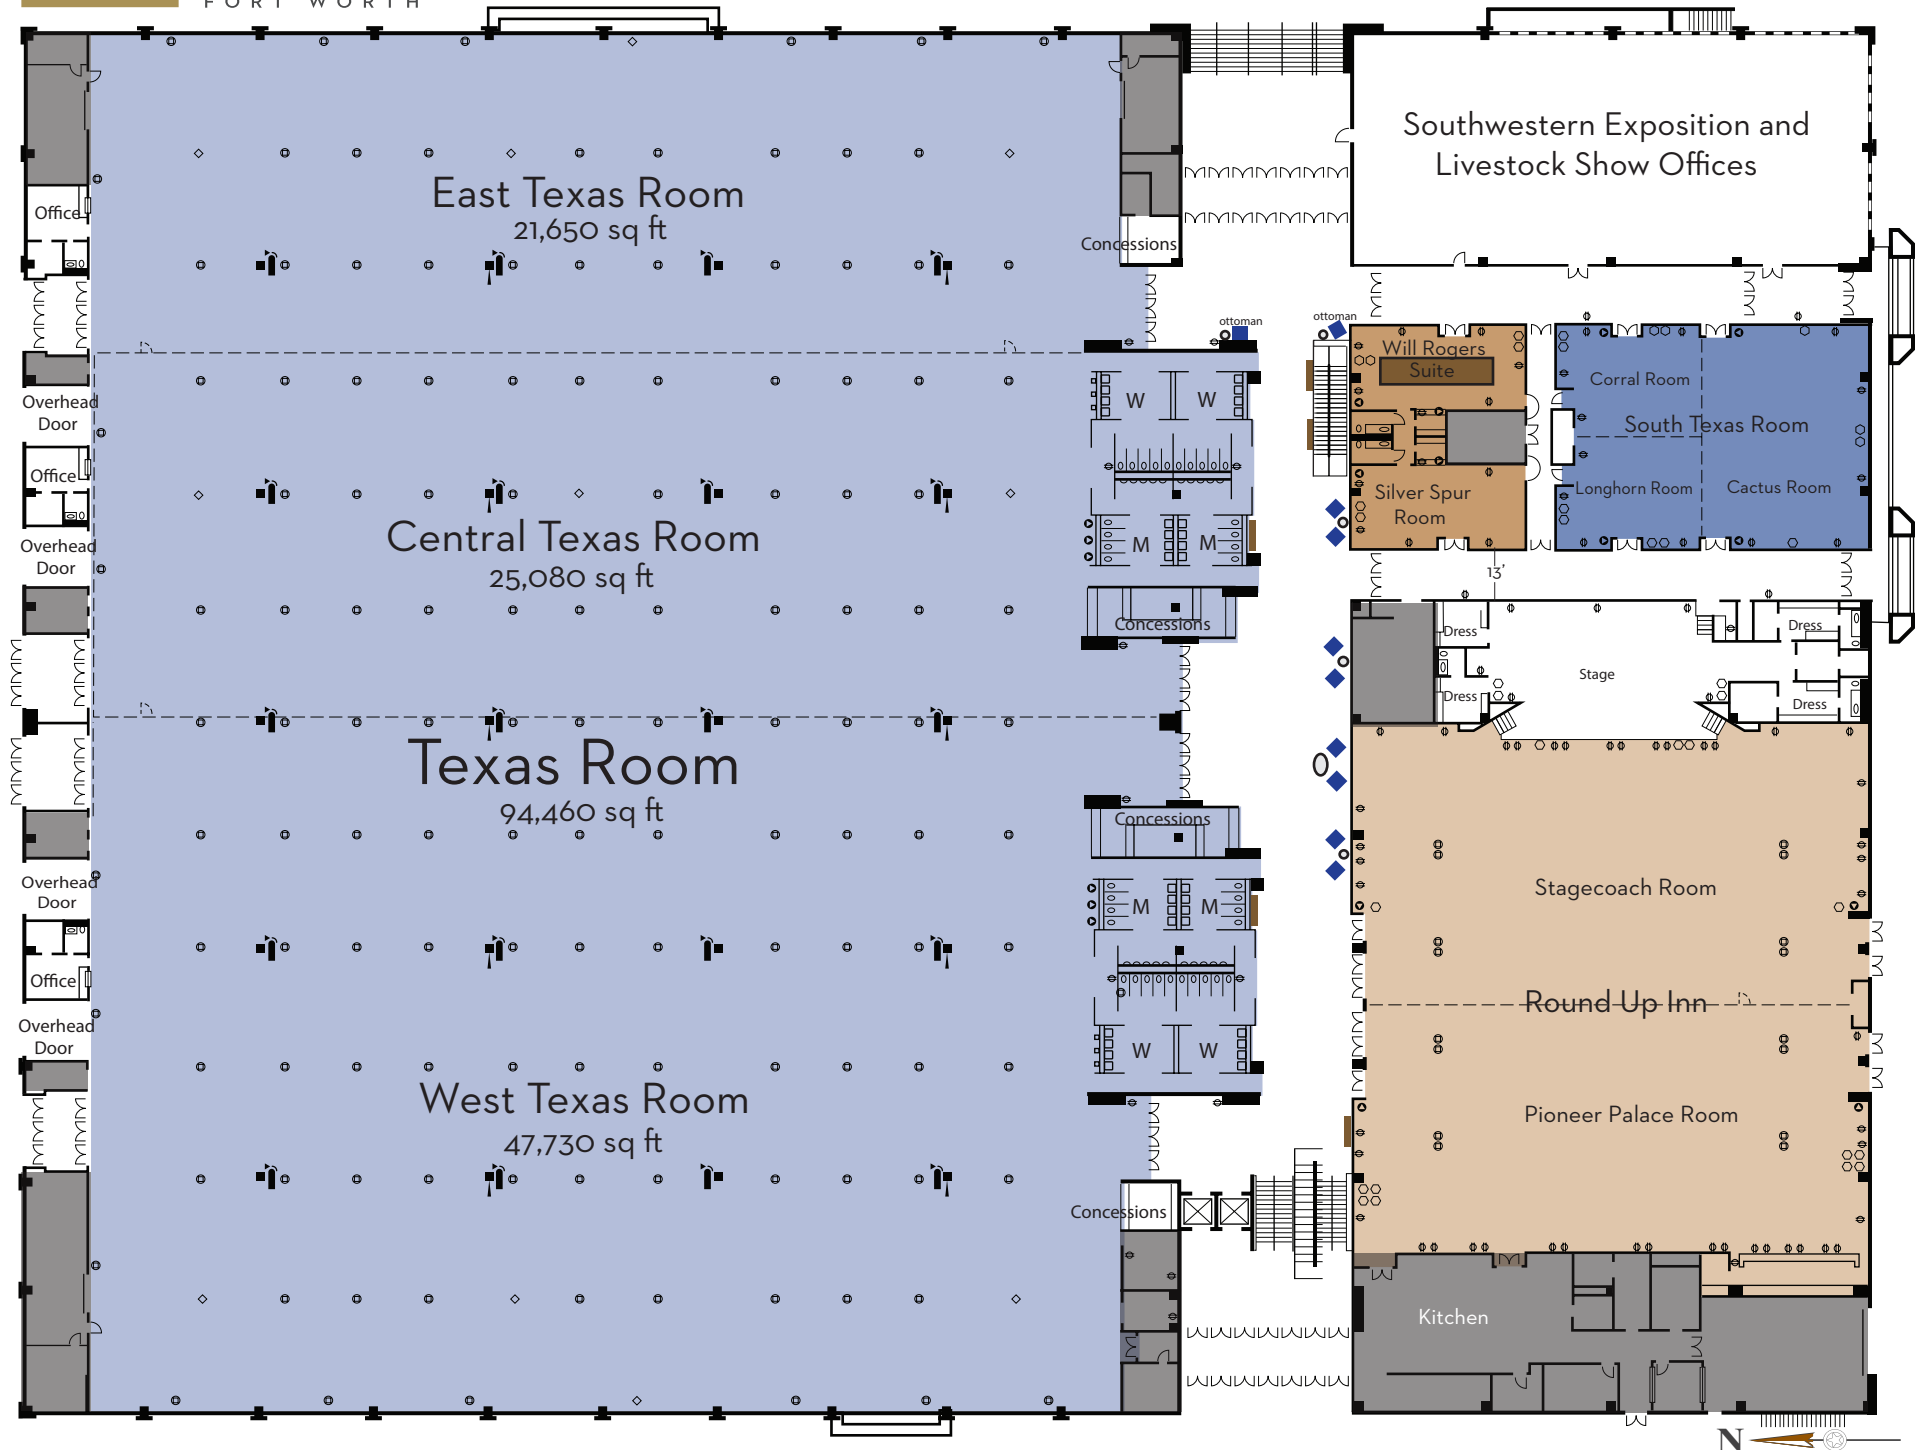 FORT WORTH
Southwestern Exposition and
Livestock Show Offices
East Texas Room
21,650 sq ft
Office
Concessions
ottoman
ottoman
Will Rogers
Suite
Corral Room
South Texas Room
Silver Spur
Room
Longhorn Room
Cactus Room
Overhead
Door
Office
Overhead
Door
W
W
M
M
Central Texas Room
25,080 sq ft
Concessions
13'
Dress
Dress
Stage
Dress
Dress
Texas Room
94,460 sq ft
Concessions
Overhead
Door
Office
Overhead
Door
M
M
W
W
Stagecoach Room
Round Up Inn
Pioneer Palace Room
West Texas Room
47,730 sq ft
Concessions
Kitchen
N